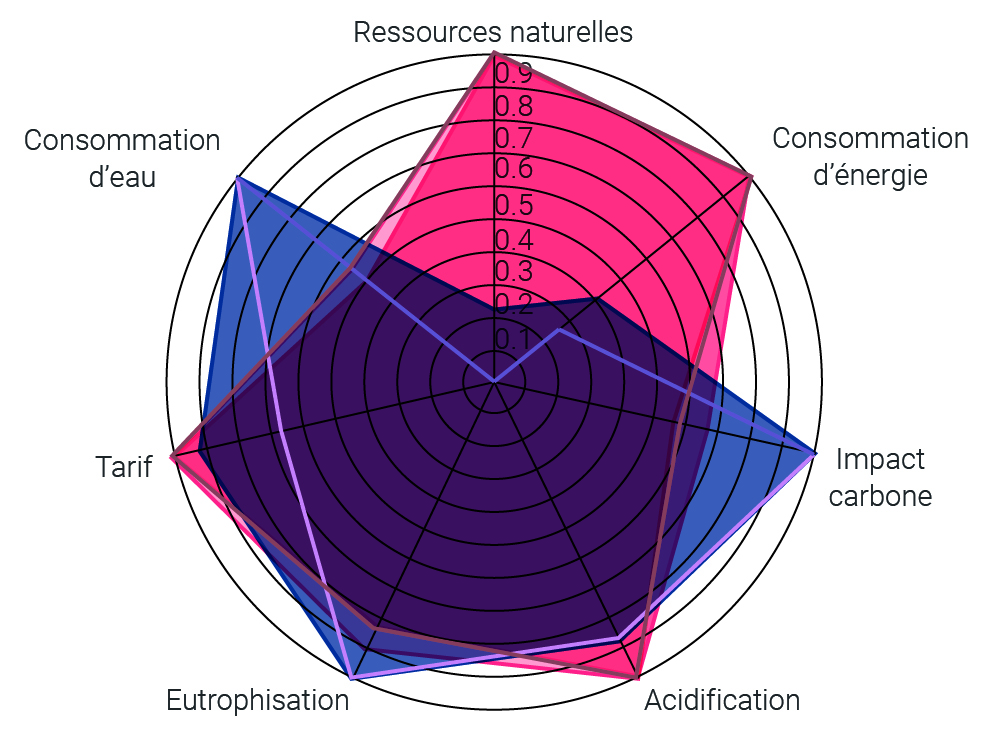 Ressources naturelles
Consommation
d’eau
Consommation
d’énergie
0.9
0.8
0.7
0.6
0.5
0.4
0.3
0.2
0.1
Tarif
Impact
carbone
Eutrophisation
Acidification